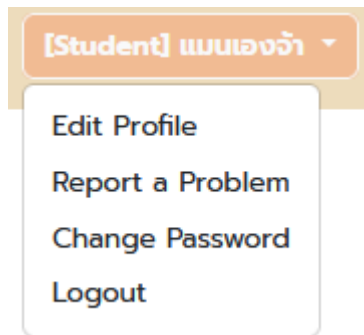 [Student] แมนเองจ้า
Edit Profile
Report a Problem
Change Password
Logout